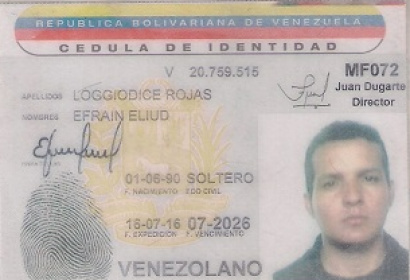 REPUBLICA BOLIVARIANA DE VENEZUELA
CEDULA DE IDENTIDAD
V 20.759.515
MF072
Juan Dugarte
Director
APELLIDOS LOGGIODICE ROJAS
NOMBRES EFRAIN ELIUD
01-06-90 SOLTERO
F. NACIMIENTO EDO CIVIL
16-07-16 07-2026
F. EXPEDICION F. VENCIMIENTO
VENEZOLANO